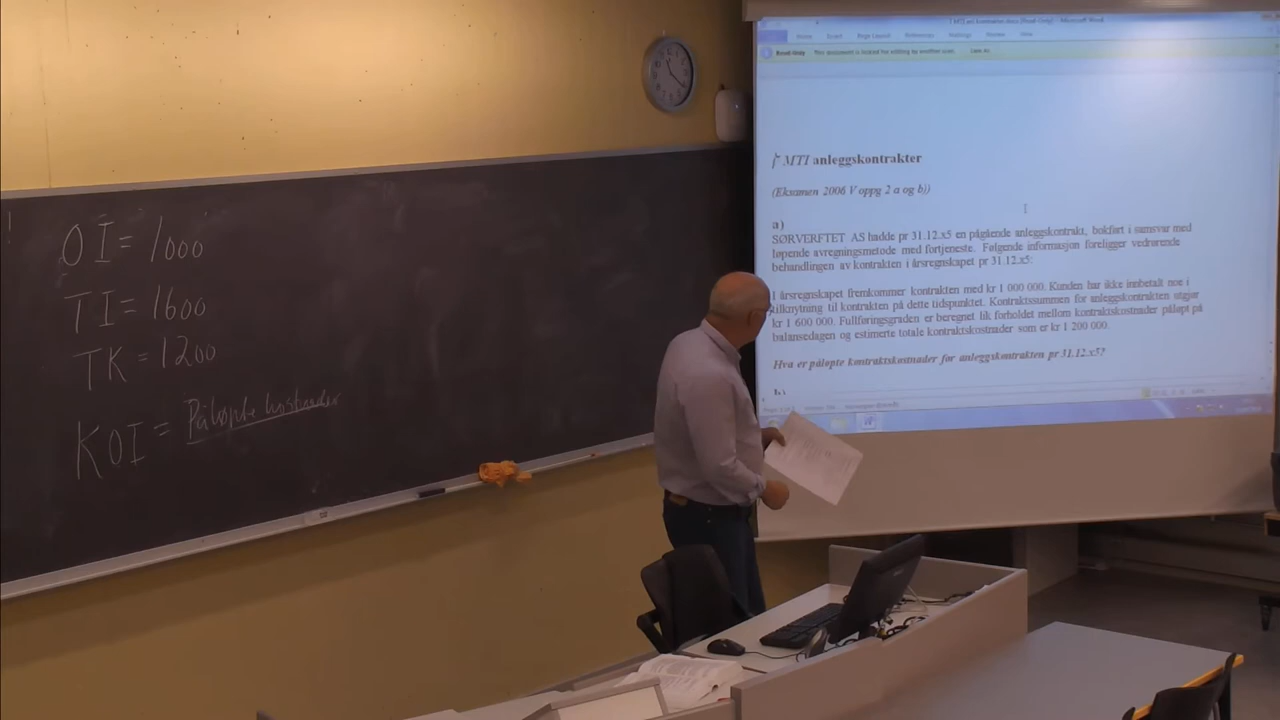 OI = 1000
TI = 1600
TK = 1200
KOI = Påløpte kostnader
MTI anleggskontrakter
(Eksamen 2006 V oppg 2 a og b))
a)
SØRVERFTET AS hadde pr 31.12.x5 en pågående anleggskontrakt, bokført i samsvar med
løpende avregningsmetode med fortjeneste. Følgende informasjon foreligger vedrørende
behandlingen av kontrakten i årsregnskapet pr 31.12.x5:
I årsregnskapet fremkommer kontrakten med kr 1 000 000. Kunden har ikke innbetalt noe i
tilknytning til kontrakten på dette tidspunktet. Kontraktssummen for anleggskontrakten utgjør
kr 1 600 000. Fullføringsgraden er beregnet lik forholdet mellom kontraktskostnader påløpt på
balansedagen og estimerte totale kontraktskostnader som er kr 1 200 000.
Hva er påløpte kontraktskostnader for anleggskontrakten pr 31.12.x5?